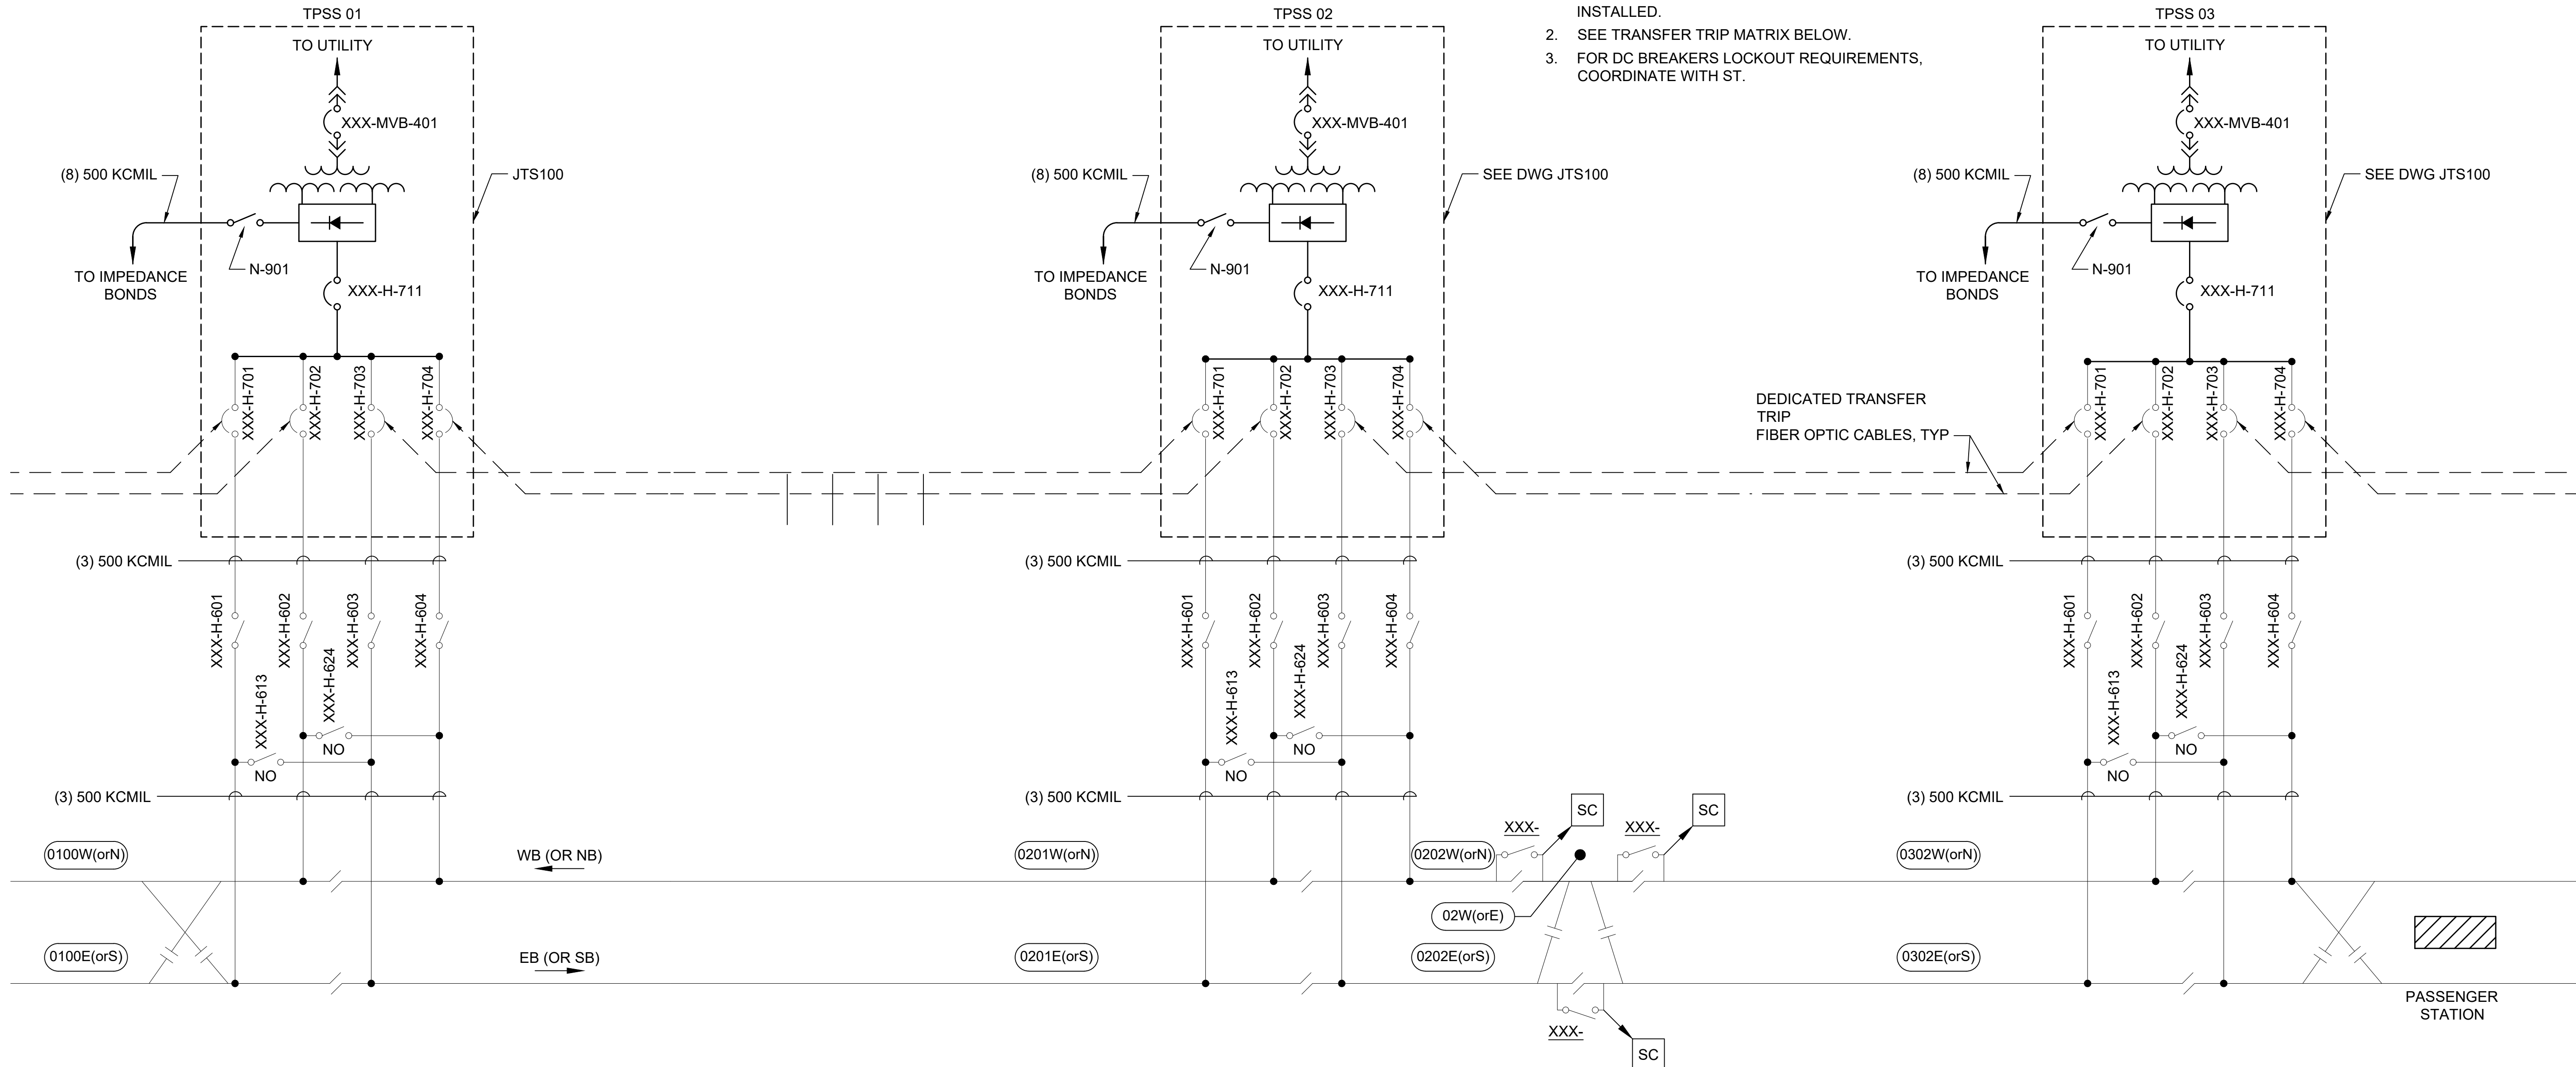 TPSS 01
TO UTILITY
XXX-MVB-401
(8) 500 KCMIL
JTS100
N-901
TO IMPEDANCE
BONDS
XXX-H-711
XXX-H-701
XXX-H-702
XXX-H-703
XXX-H-704
(3) 500 KCMIL
XXX-H-601
XXX-H-602
XXX-H-603
XXX-H-604
XXX-H-613
XXX-H-624
NO
NO
(3) 500 KCMIL
0100W(orN)
WB (OR NB)
0100E(orS)
EB (OR SB)
TPSS 02
TO UTILITY
XXX-MVB-401
(8) 500 KCMIL
SEE DWG JTS100
N-901
TO IMPEDANCE
BONDS
XXX-H-711
XXX-H-701
XXX-H-702
XXX-H-703
XXX-H-704
(3) 500 KCMIL
XXX-H-601
XXX-H-602
XXX-H-603
XXX-H-604
XXX-H-613
XXX-H-624
NO
NO
(3) 500 KCMIL
0201W(orN)
0202W(orN)
XXX-
SC
XXX-
SC
02W(orE)
0201E(orS)
0202E(orS)
XXX-
SC
INSTALLED.
2. SEE TRANSFER TRIP MATRIX BELOW.
3. FOR DC BREAKERS LOCKOUT REQUIREMENTS,
COORDINATE WITH ST.
DEDICATED TRANSFER
TRIP
FIBER OPTIC CABLES, TYP
TPSS 03
TO UTILITY
XXX-MVB-401
(8) 500 KCMIL
SEE DWG JTS100
N-901
TO IMPEDANCE
BONDS
XXX-H-711
XXX-H-701
XXX-H-702
XXX-H-703
XXX-H-704
(3) 500 KCMIL
XXX-H-601
XXX-H-602
XXX-H-603
XXX-H-604
XXX-H-613
XXX-H-624
NO
NO
(3) 500 KCMIL
0302W(orN)
0302E(orS)
PASSENGER
STATION